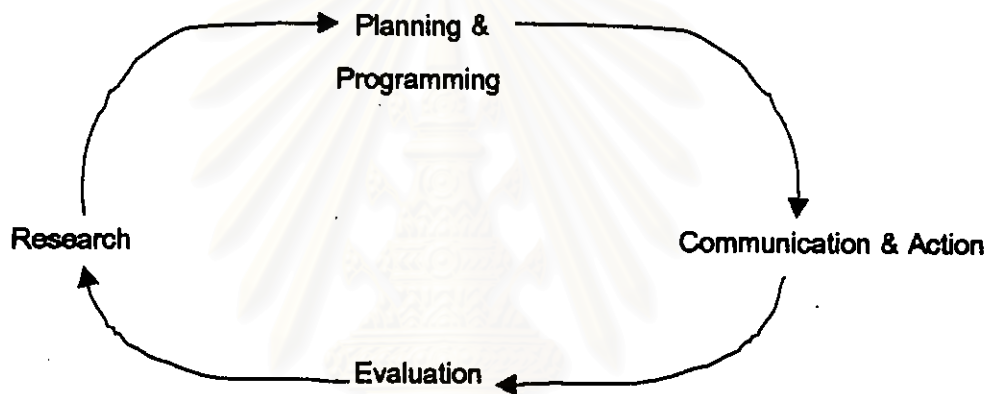 Planning &
Programming
Research
Communication & Action
Evaluation